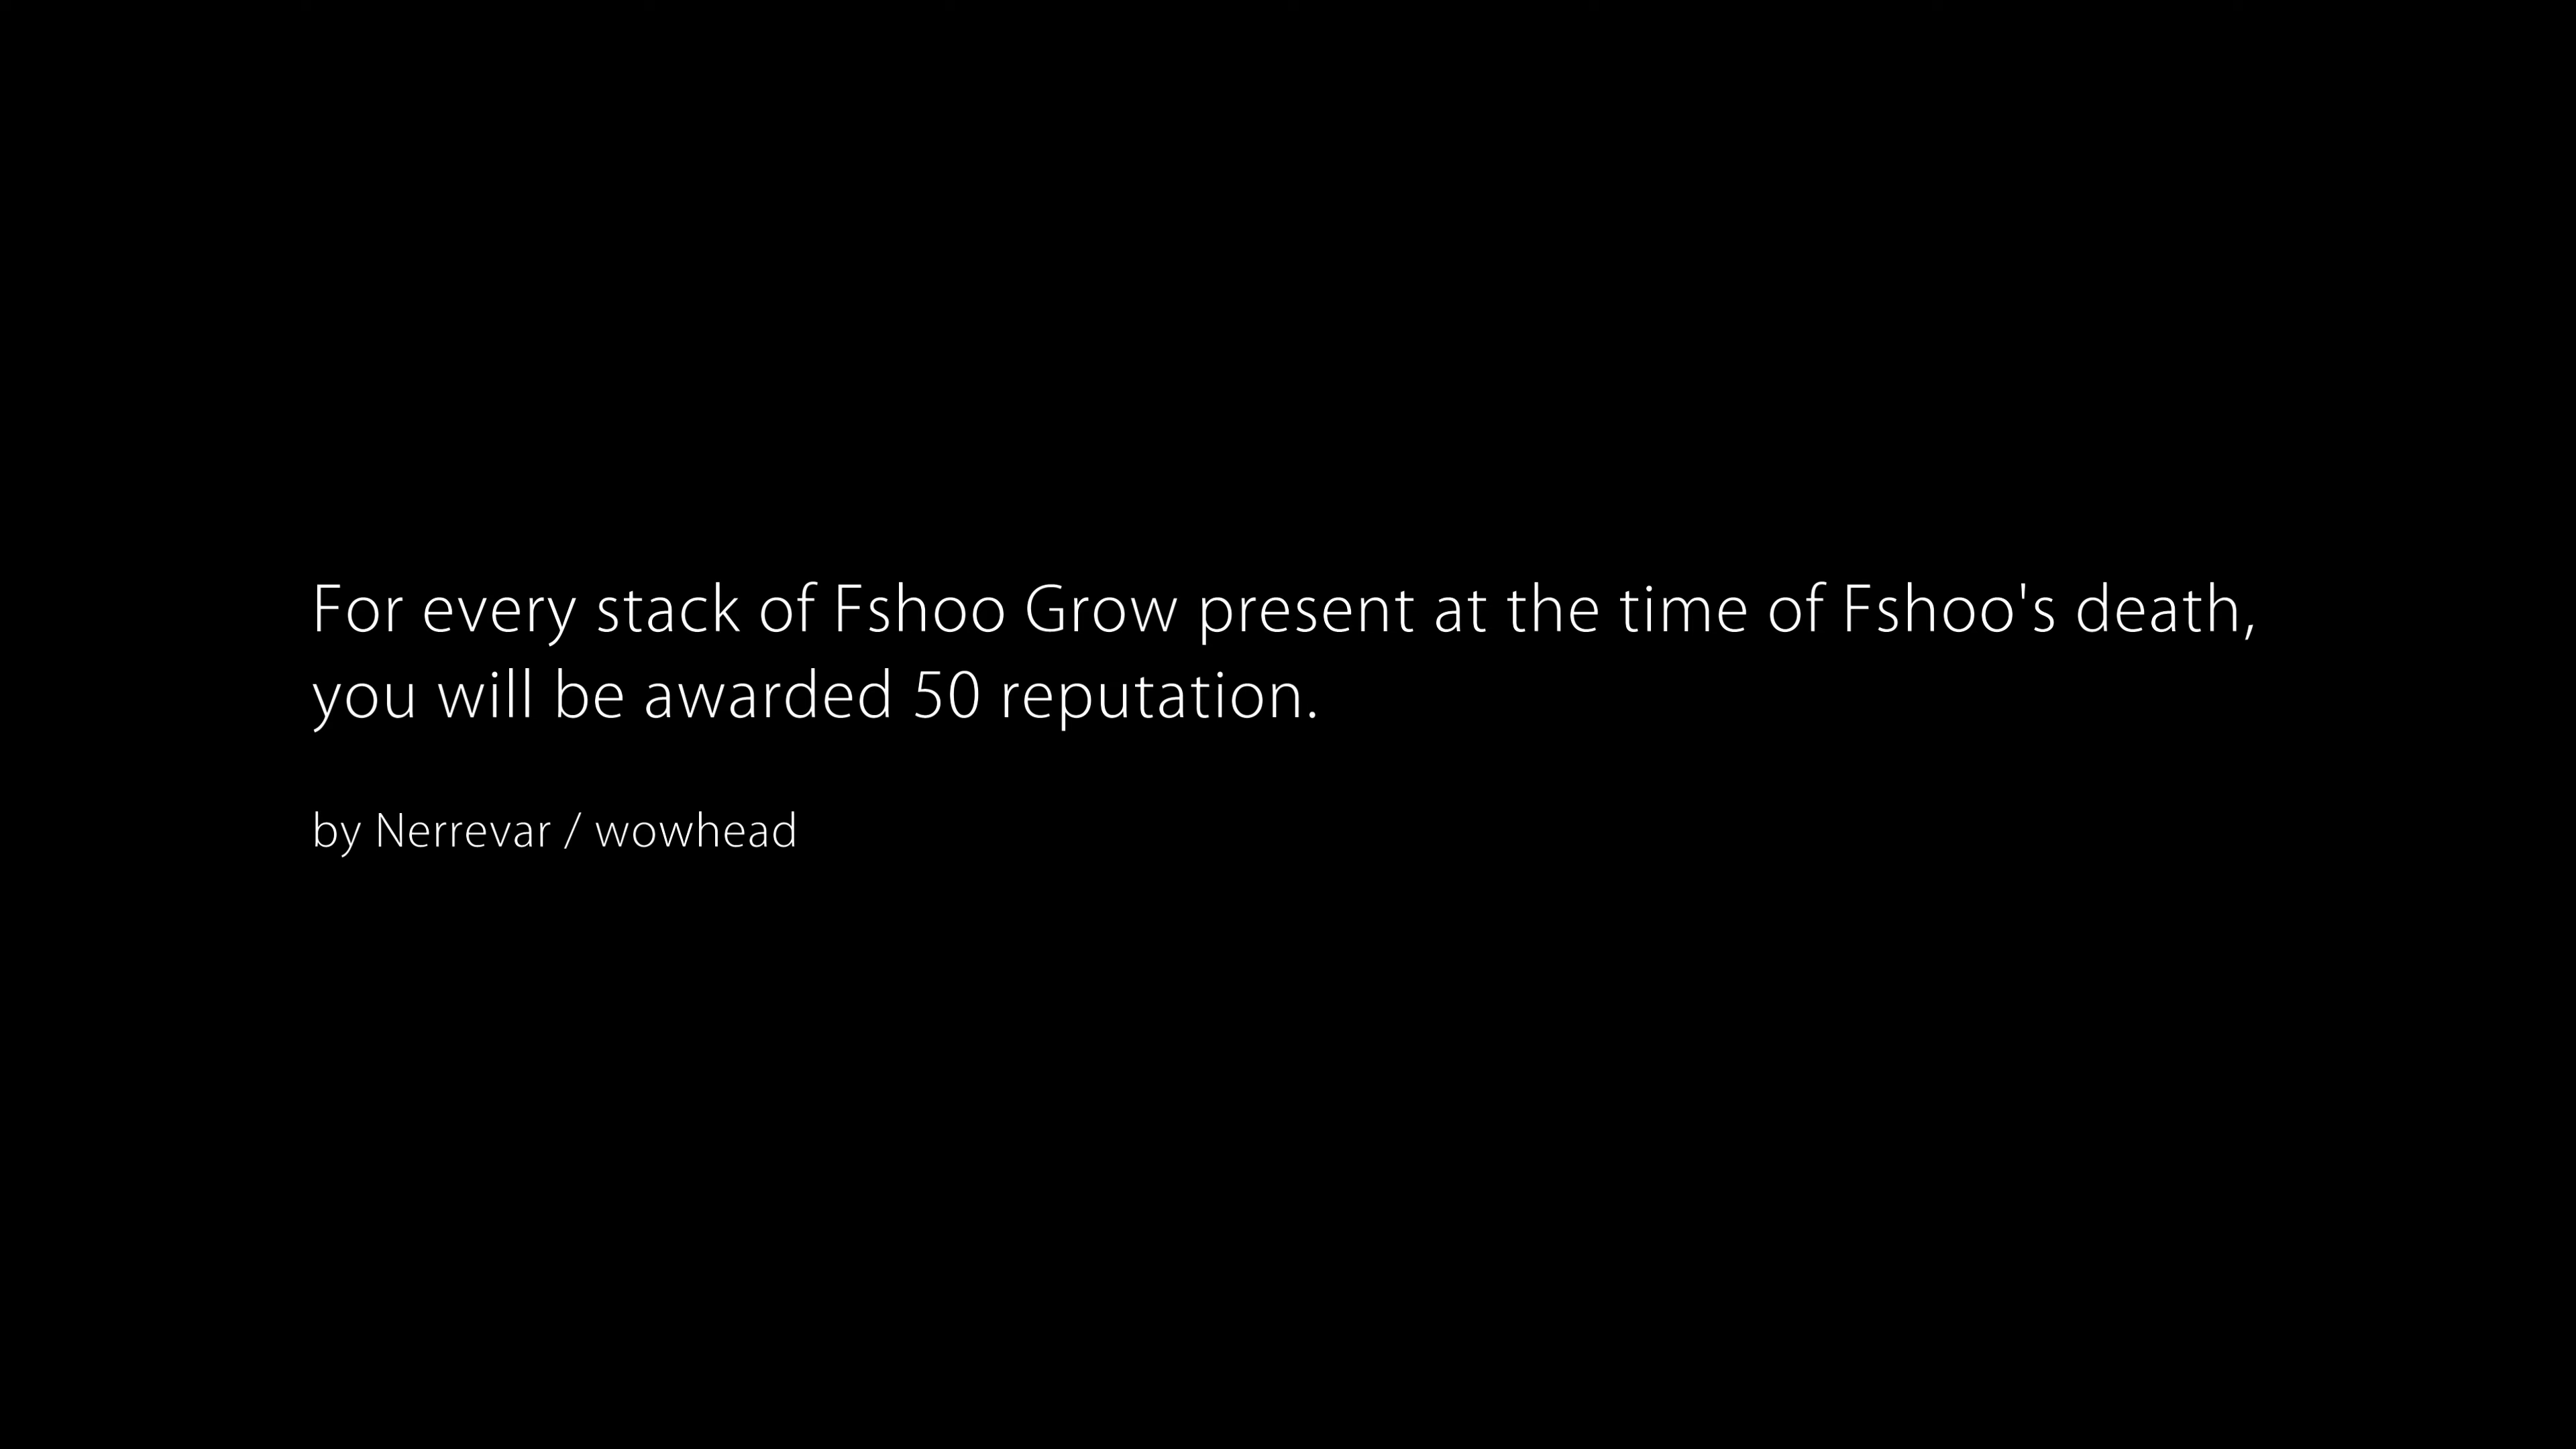 For every stack of Fshoo Grow present at the time of Fshoo's death,
you will be awarded 50 reputation.
by Nerrevar / wowhead